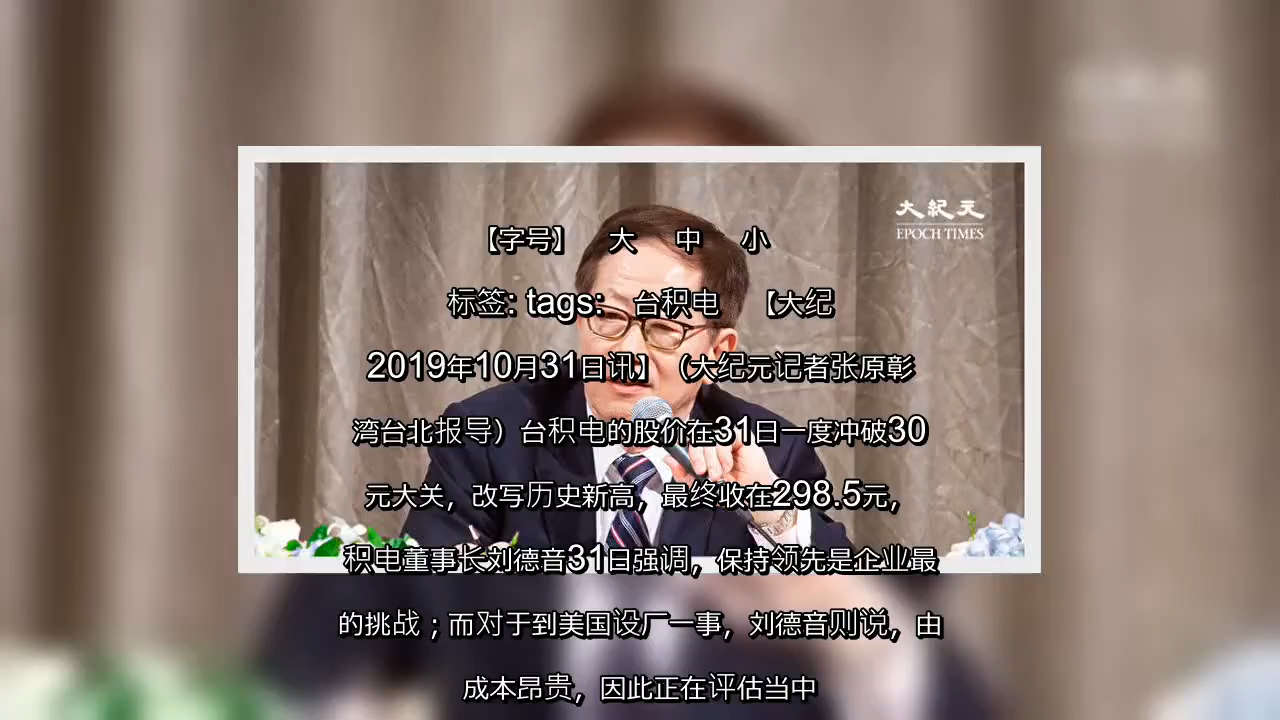 大紀元
EPOCH TIMES
【字号】 大 中 小
标签: tags: 台积电 【大纪
2019年10月31日讯】（大纪元记者张原彰
湾台北报导）台积电的股价在31日一度冲破30
元大关，改写历史新高，最终收在298.5元，
积电董事长刘德音31日强调，保持领先是企业最
的挑战；而对于到美国设厂一事，刘德音则说，由
成本昂贵，因此正在评估当中